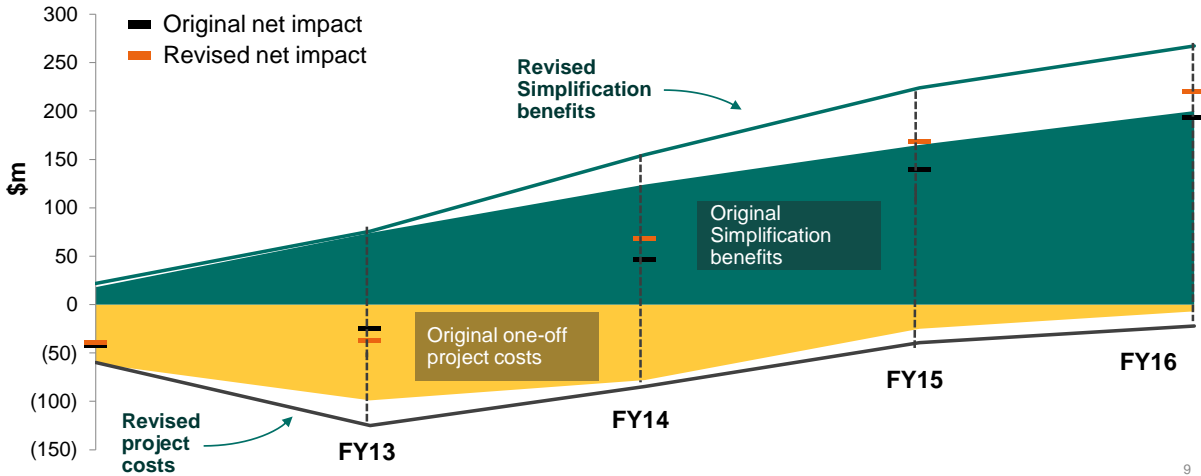 300
250
200
150
100
50
0
(50)
(100)
(150)
$m
Original net impact
Revised net impact
Revised
Simplification
benefits
Original
Simplification
benefits
Original one-off
project costs
Revised
project
costs
FY13
FY14
FY15
FY16
9